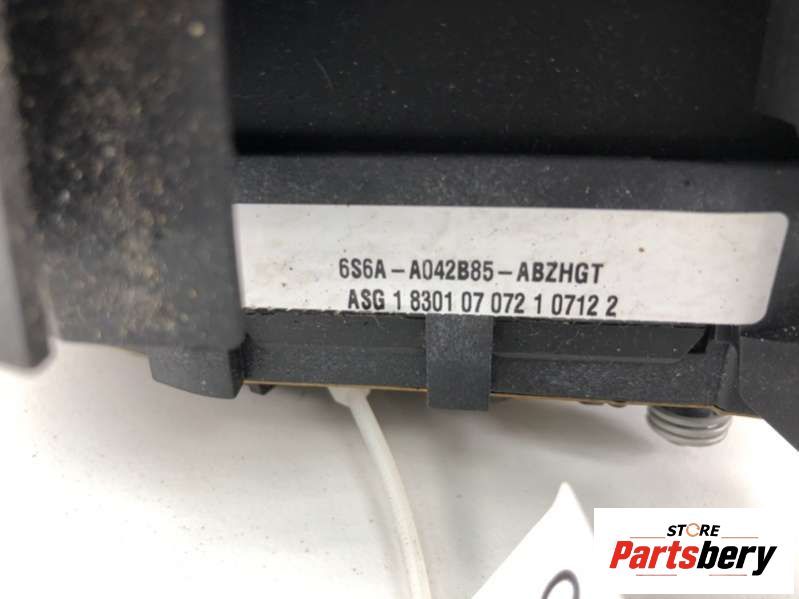 6S6A-A042B85-ABZHGT
ASG 1 8301 07 072 1 0712 2
STORE
Partsbery